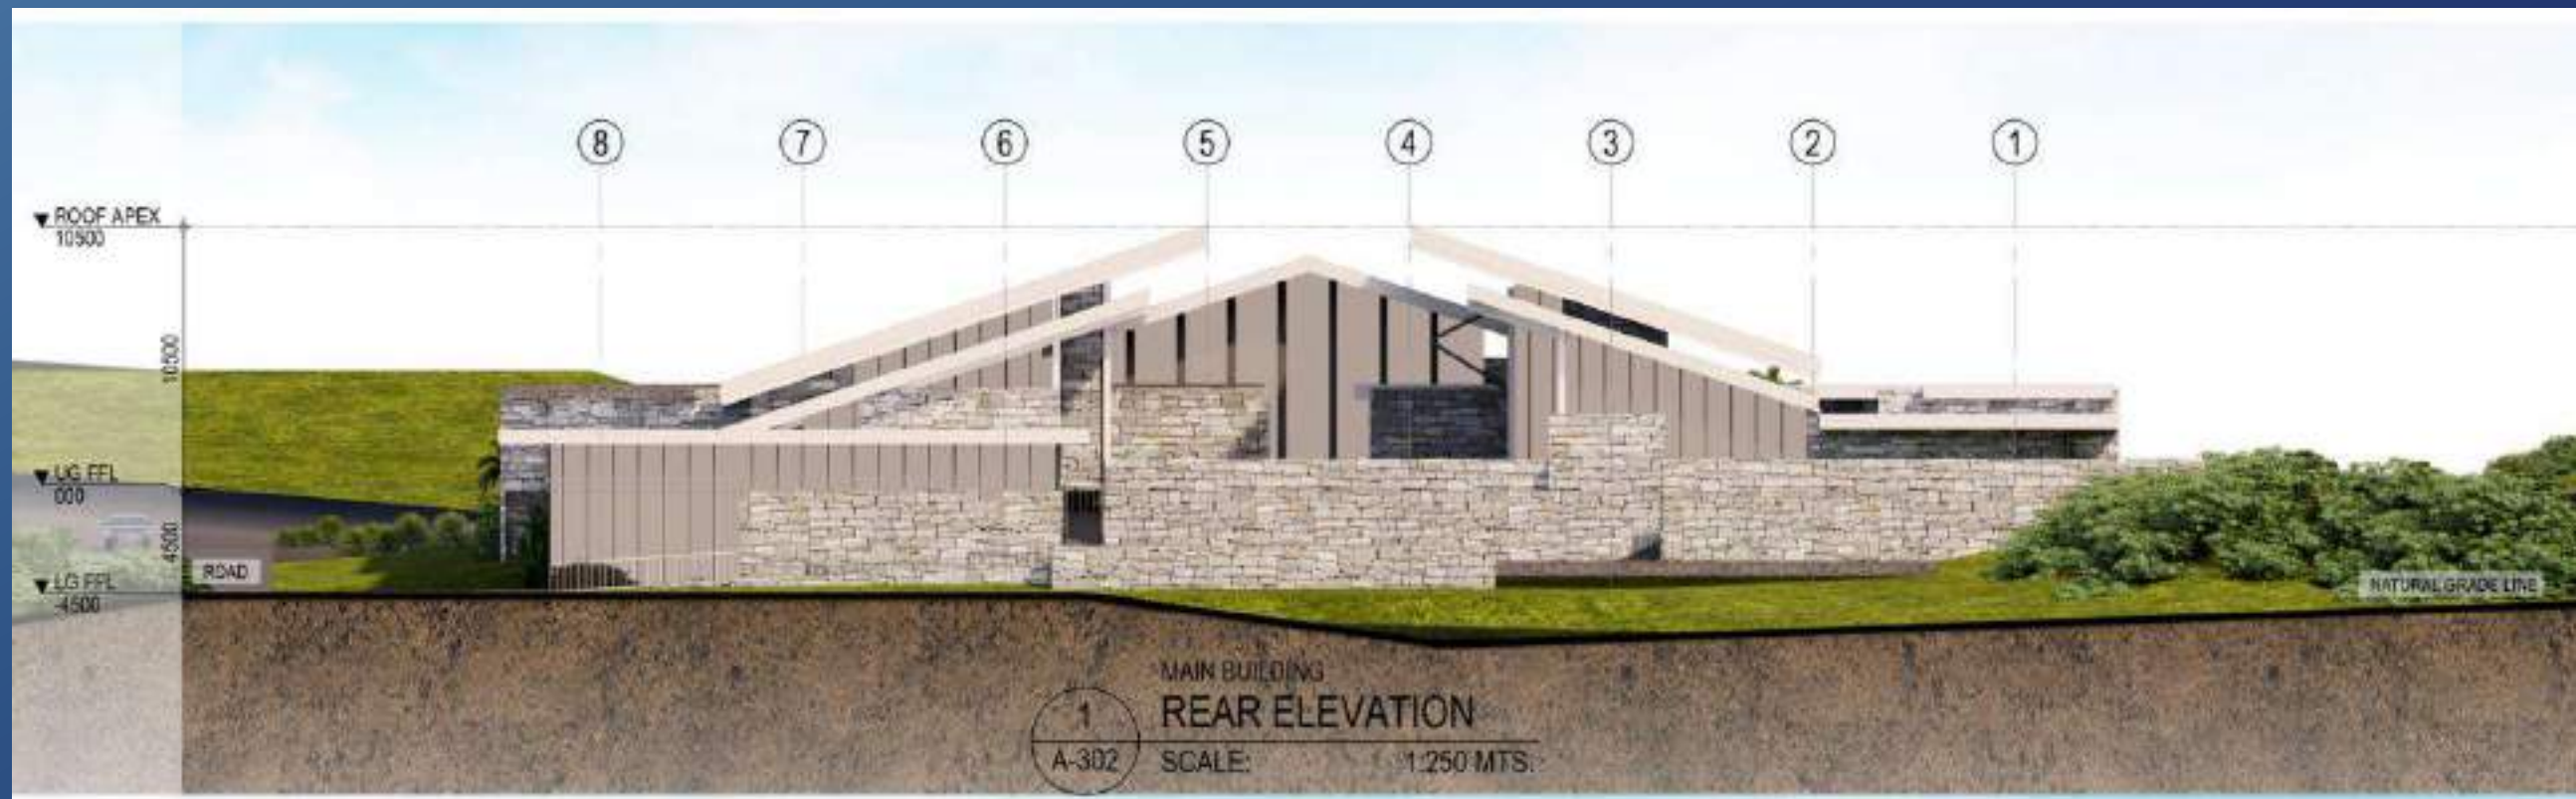 8 7 6 5 4 3 2 1
ROOF APEX
10500
10500
UG FFL
000
4500
ROAD
LG FFL
-4500
NATURAL GRADE LINE
MAIN BUILDING
1 REAR ELEVATION
A-302 SCALE: 1:250 MTS.